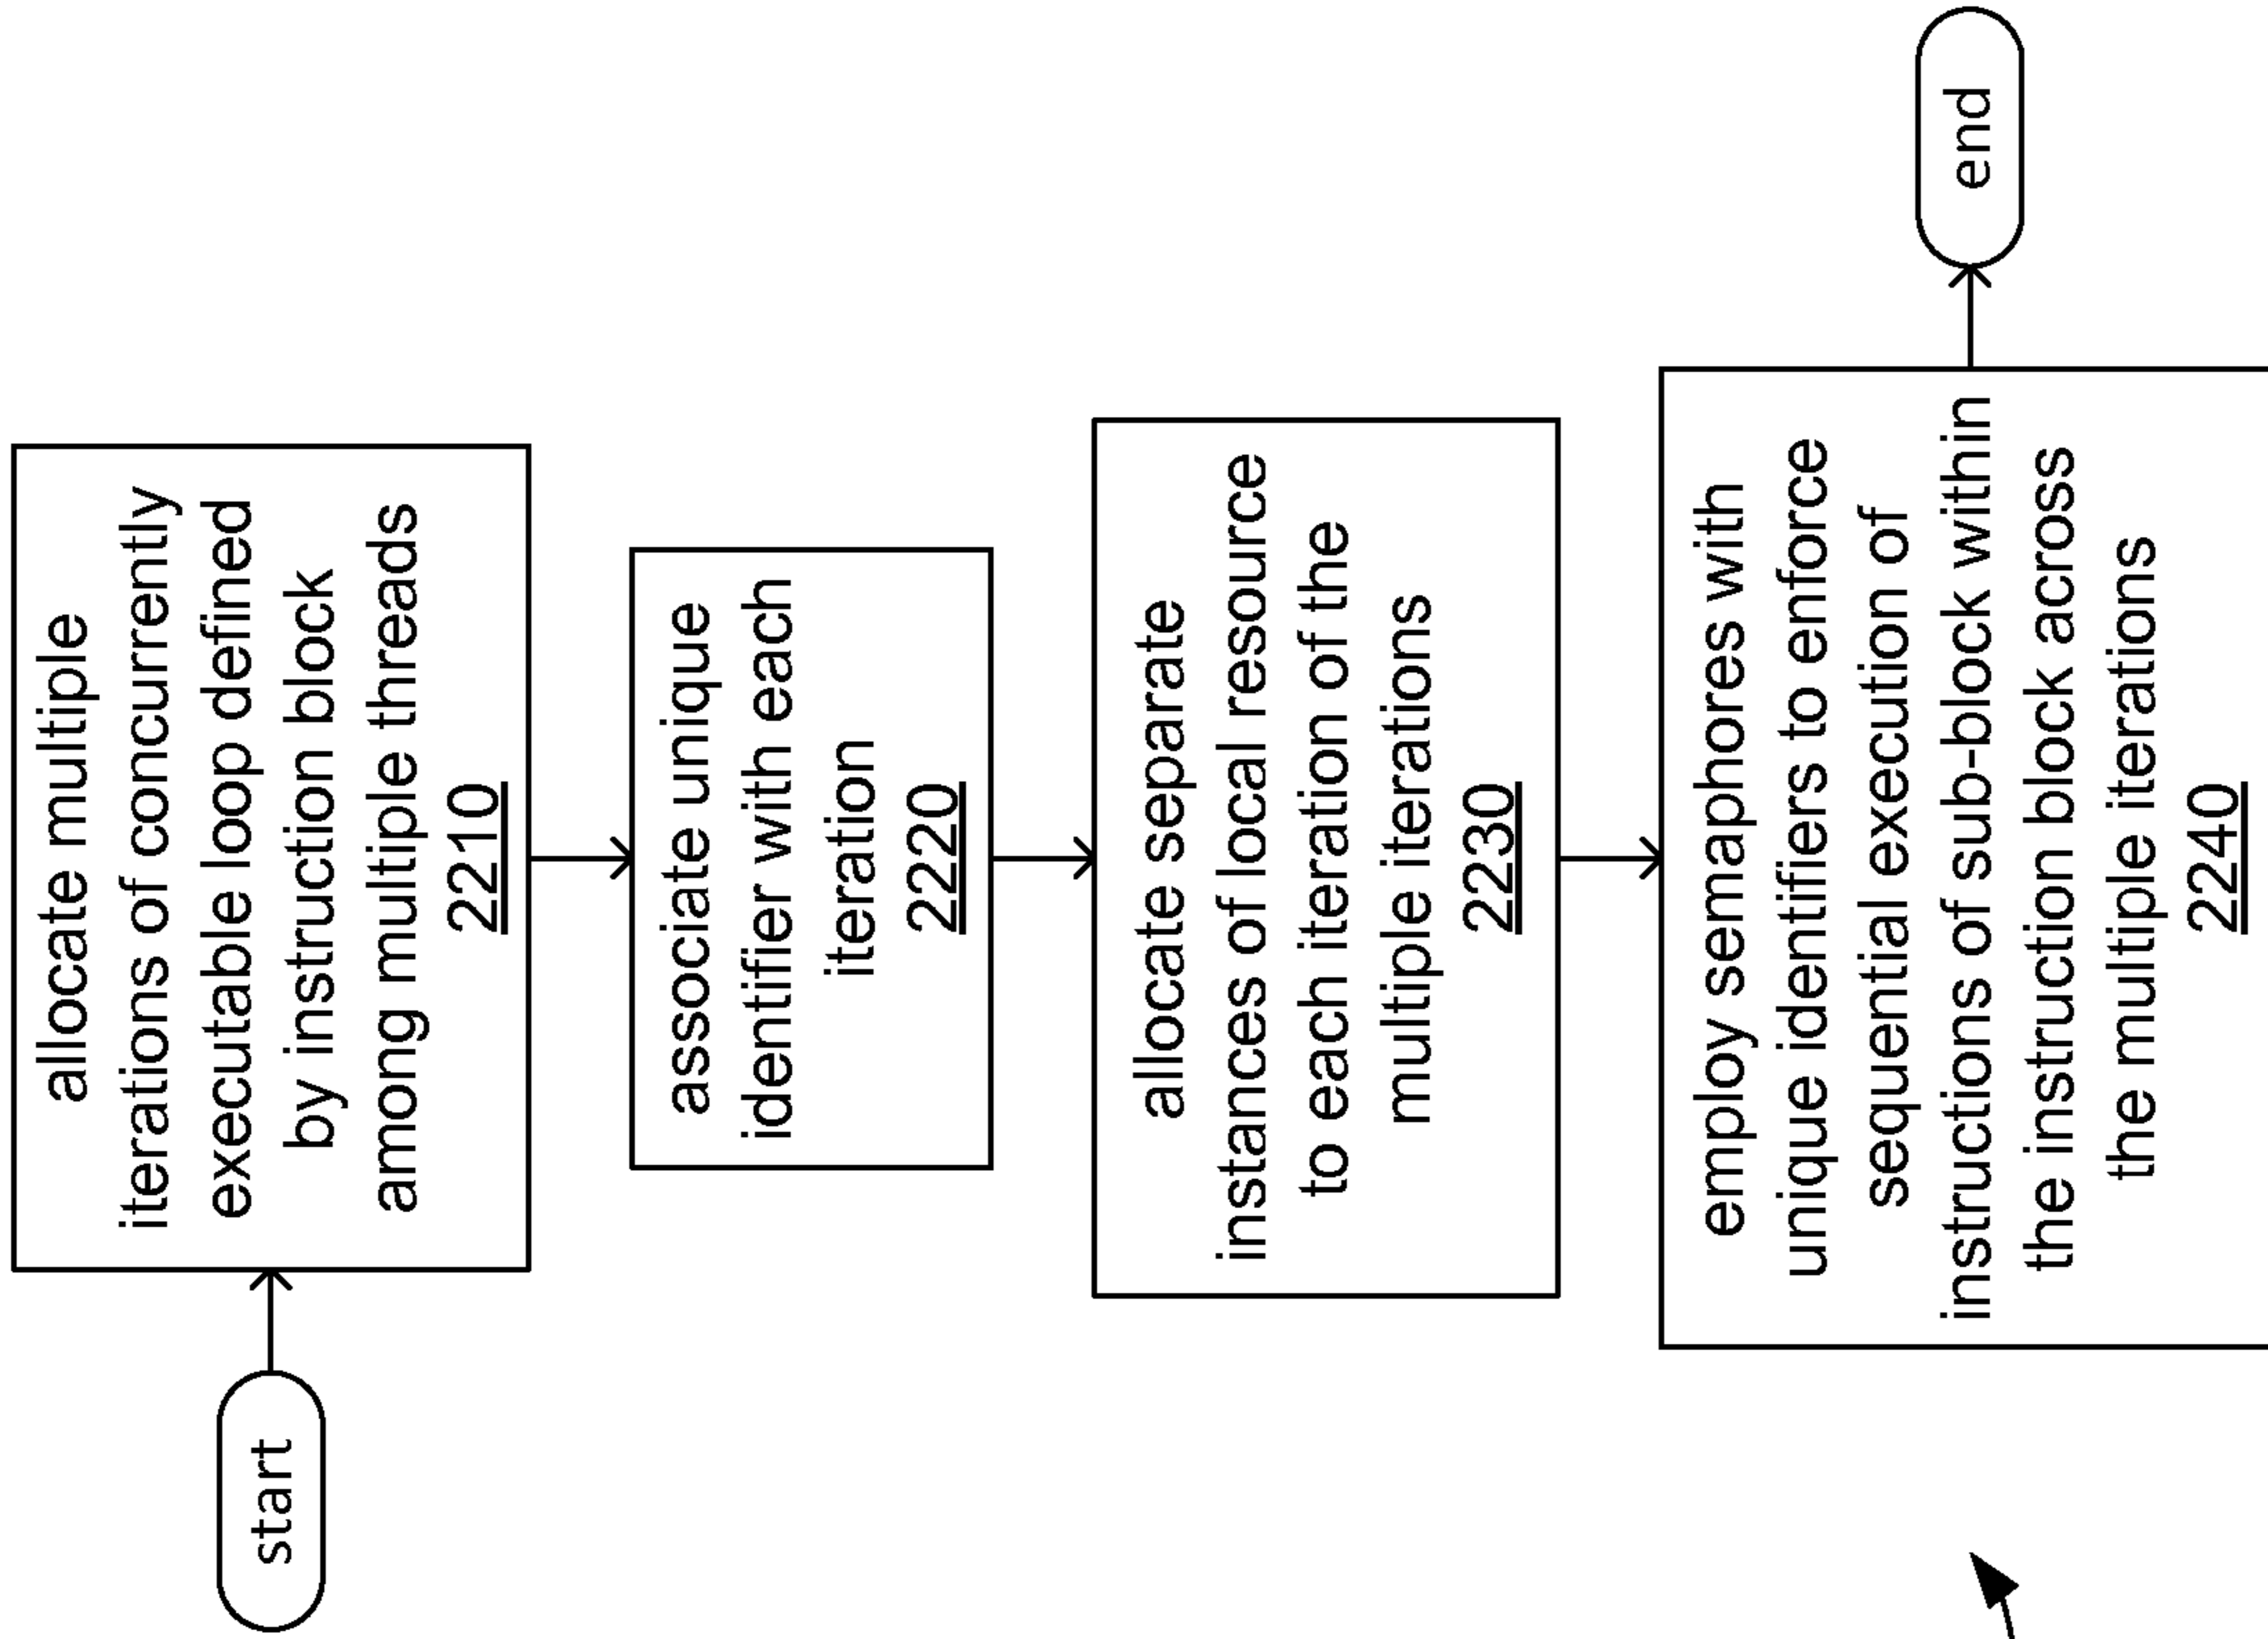 start
allocate multiple
iterations of concurrently
executable loop defined
by instruction block
among multiple threads
2210
associate unique
identifier with each
iteration
2220
allocate separate
instances of local resource
to each iteration of the
multiple iterations
2230
employ semaphores with
unique identifiers to enforce
sequential execution of
instructions of sub-block within
the instruction block across
the multiple iterations
2240
end